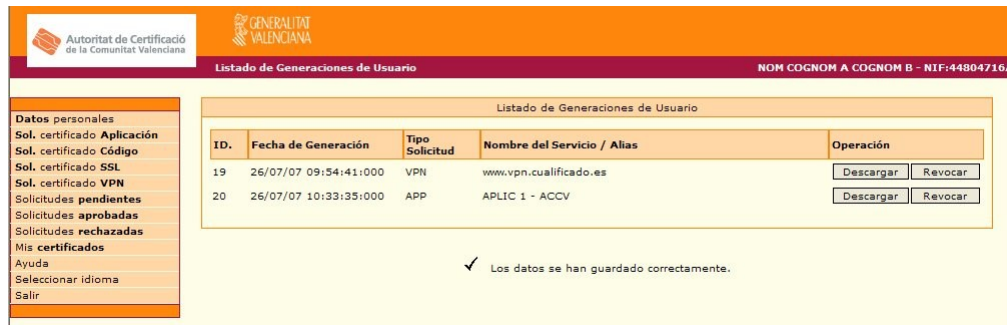 Autoritat de Certificació
de la Comunitat Valenciana
GENERALITAT
VALENCIANA
Listado de Generaciones de Usuario
NOM COGNOM A COGNOM B - NIF:44804716
Datos personales
Sol. certificado Aplicación
Sol. certificado Código
Sol. certificado SSL
Sol. certificado VPN
Solicitudes pendientes
Solicitudes aprobadas
Solicitudes rechazadas
Mis certificados
Ayuda
Seleccionar idioma
Salir
Listado de Generaciones de Usuario
ID. Fecha de Generación Tipo Solicitud Nombre del Servicio / Alias Operación
19 26/07/07 09:54:41:000 VPN www.vpn.cualificado.es Descargar Revocar
20 26/07/07 10:33:35:000 APP APLIC 1 - ACCV Descargar Revocar
✓ Los datos se han guardado correctamente.